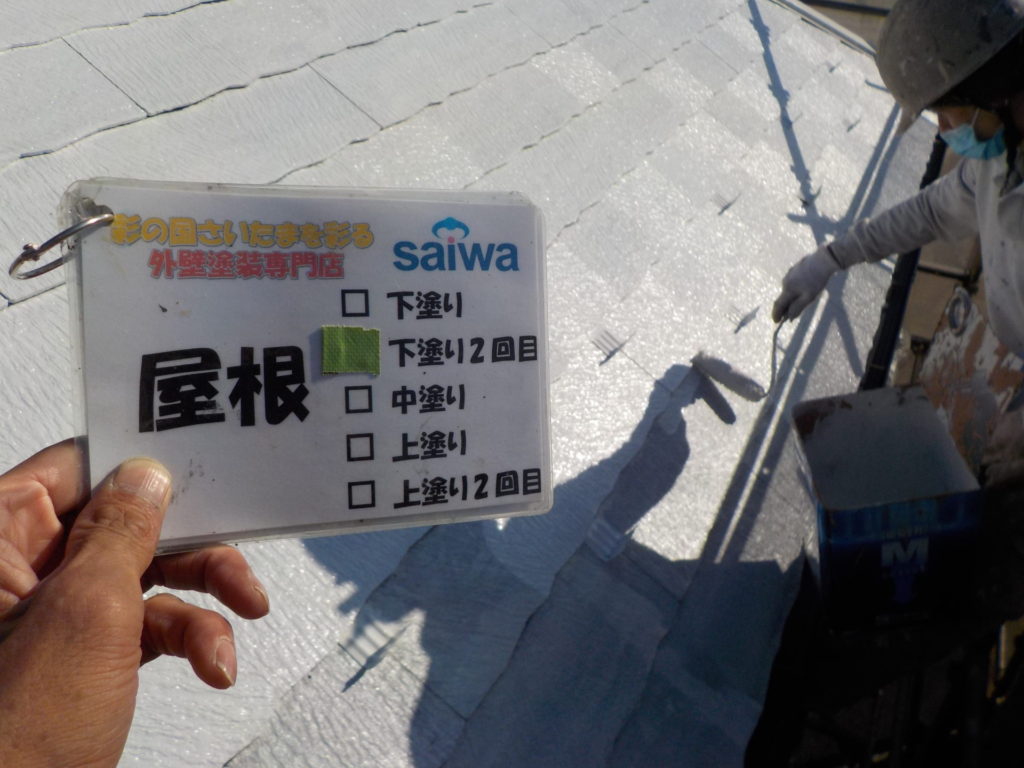 彩の国さいたまを彩る
外壁塗装専門店
saiwa
屋根
下塗り
下塗り2回目
中塗り
上塗り
上塗り2回目
M